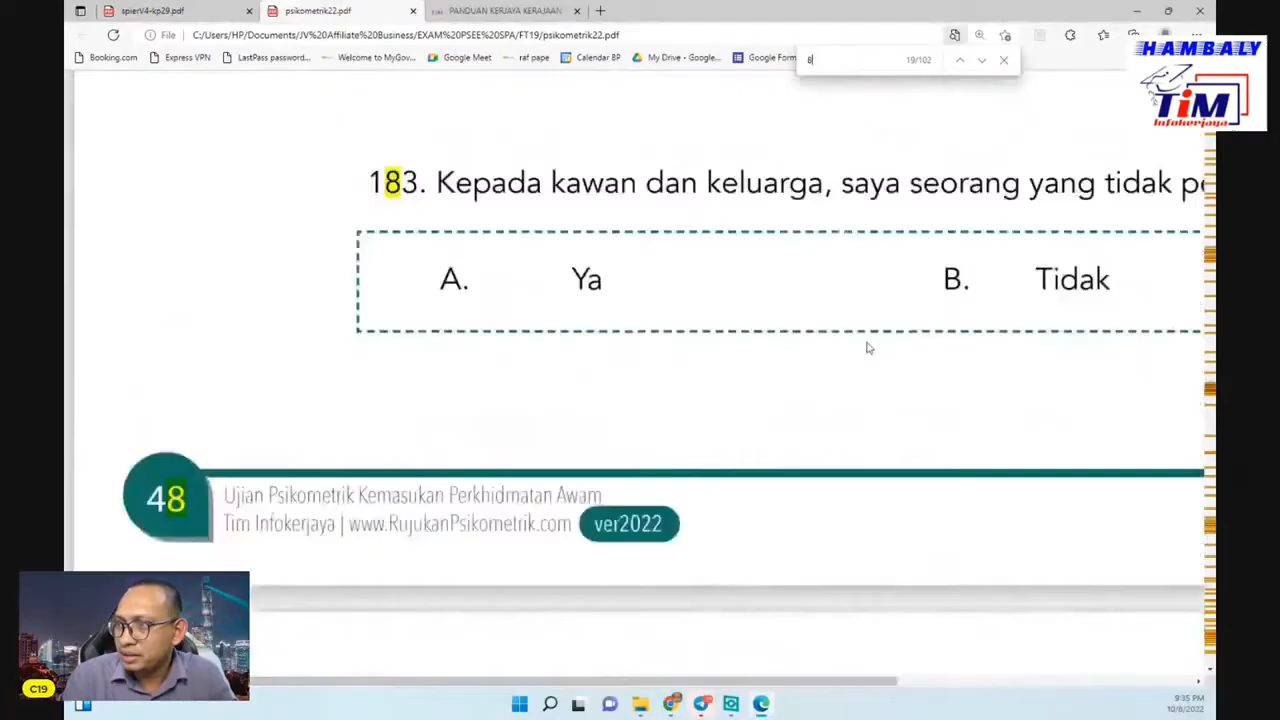 spierV4-kp29.pdf
psikometrik22.pdf
PANDUAN KERJAYA KERAJAAN
File
C:/Users/HP/Documents/JV%20Affiliate%20Business/EXAM%20PSEE%20SPA/FT19/psikometrik22.pdf
Booking.com
Express VPN
LastPass password...
Welcome to MyGov...
Google Meet
raf pape
Calendar BP
My Drive - Google...
Google Form
8
19/102
HAMBALY
TiM
Infokerjaya
183. Kepada kawan dan keluarga, saya seorang yang tidak
A. Ya B. Tidak
48
Ujian Psikometrik Kemasukan Perkhidmatan Awam
Tim Infokerjaya | www.RujukanPsikometrik.com
ver2022
C19
9:35 PM
10/8/2022